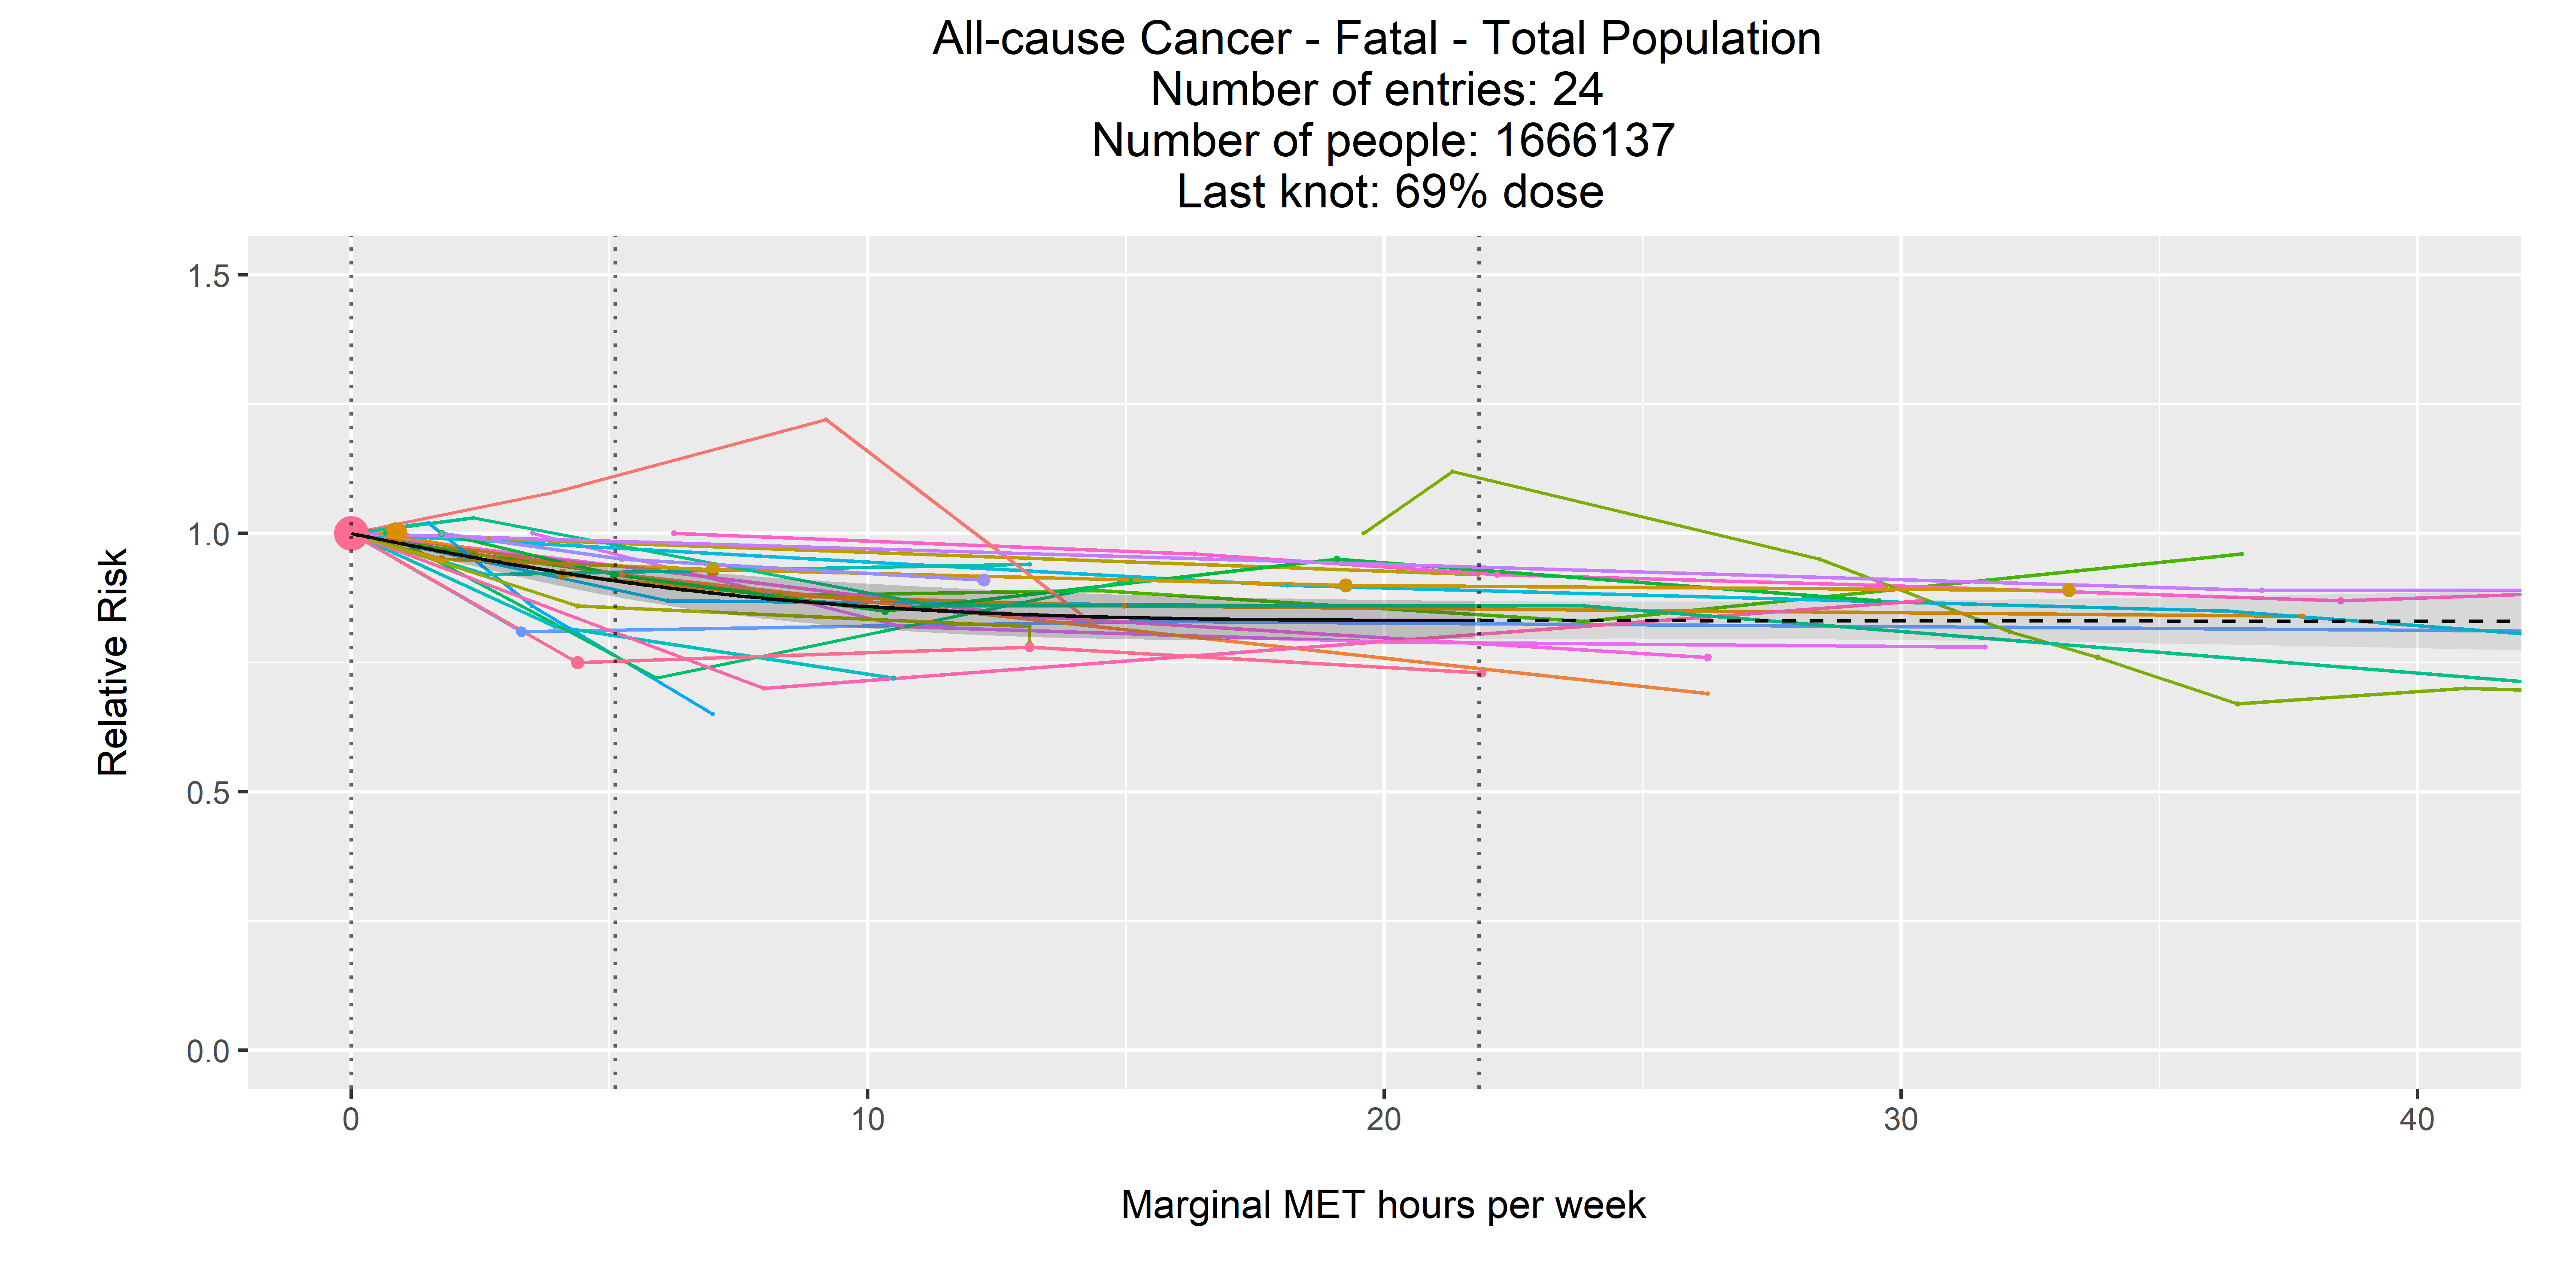 All-cause Cancer - Fatal - Total Population
Number of entries: 24
Number of people: 1666137
Last knot: 69% dose
1.5
1.0
0.5
0.0
Relative Risk
0 10 20 30 40
Marginal MET hours per week